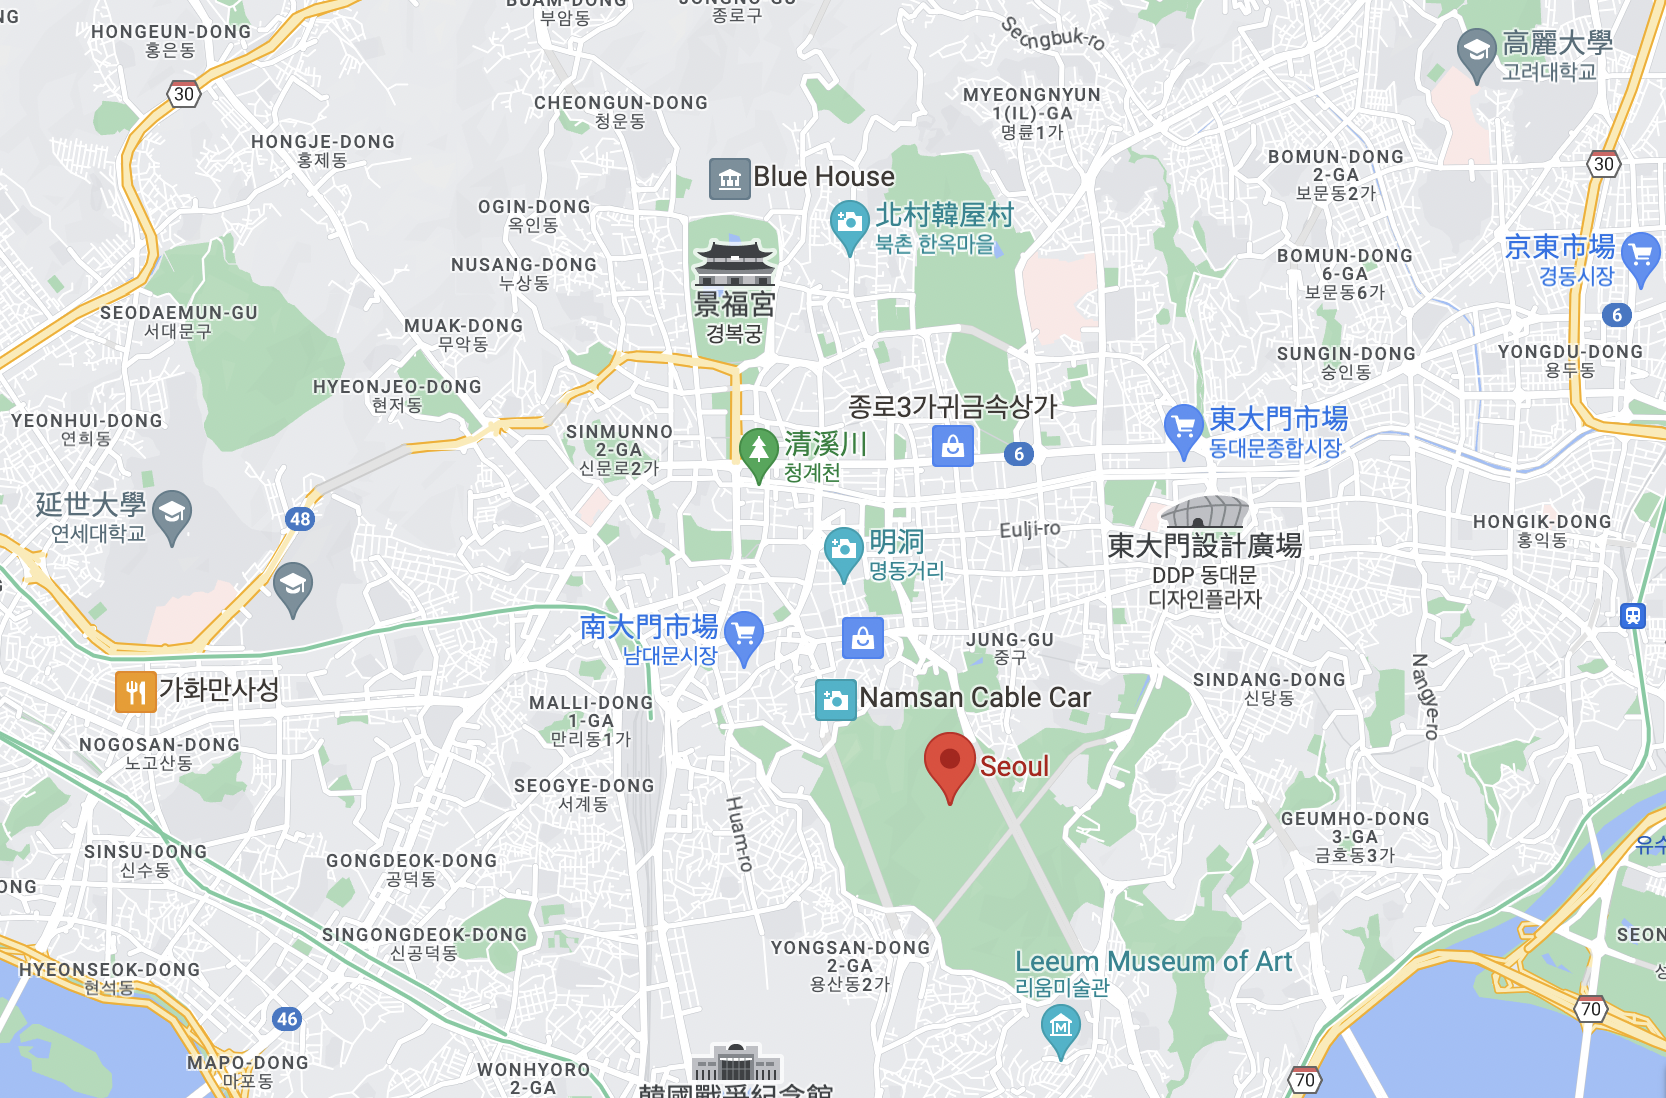 HONGEUN-DONG
홍은동
BUAM-DONG
부암동
JONGNO-GU
종로구
Seongbuk-ro
高麗大學
고려대학교
30
CHEONGUN-DONG
청운동
MYEONGNYUN
1(IL)-GA
명륜1가
HONGJE-DONG
홍제동
BOMUN-DONG
2-GA
보문동2가
30
Blue House
OGIN-DONG
옥인동
北村韓屋村
북촌 한옥마을
京東市場
경동시장
NUSANG-DONG
누상동
BOMUN-DONG
6-GA
보문동6가
景福宮
경복궁
SEODAEMUN-GU
서대문구
6
MUAK-DONG
무악동
SUNGIN-DONG
숭인동
YONGDU-DONG
용두동
HYEONJEO-DONG
현저동
종로3가귀금속상가
YEONHUI-DONG
연희동
SINMUNNO
2-GA
신문로2가
清溪川
청계천
6
東大門市場
동대문종합시장
延世大學
연세대학교
48
Eulji-ro
HONGIK-DONG
홍익동
明洞
명동거리
東大門設計廣場
DDP 동대문
디자인플라자
南大門市場
남대문시장
JUNG-GU
중구
가화만사성
Namsan Cable Car
SINDANG-DONG
신당동
Nangye-ro
MALLI-DONG
1-GA
만리동1가
NOGOSAN-DONG
노고산동
Seoul
SEOGYE-DONG
서계동
Huam-ro
GEUMHO-DONG
3-GA
금호동3가
SINSU-DONG
신수동
GONGDEOK-DONG
공덕동
유수
ONG
SINGONGDEOK-DONG
신공덕동
YONGSAN-DONG
2-GA
용산동2가
SEON
성
Leeum Museum of Art
리움미술관
HYEONSEOK-DONG
현석동
70
46
MAPO-DONG
마포동
WONHYORO
2-GA
韓國戰爭紀念館
70